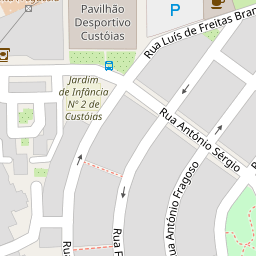 Pavilhão
Desportivo
Custóias
P
Rua Luís de Freitas Bran
Jardim
de Infância
Nº 2 de
Custóias
Rua António Sérgio
Rua António Fragoso
Rua
Rua